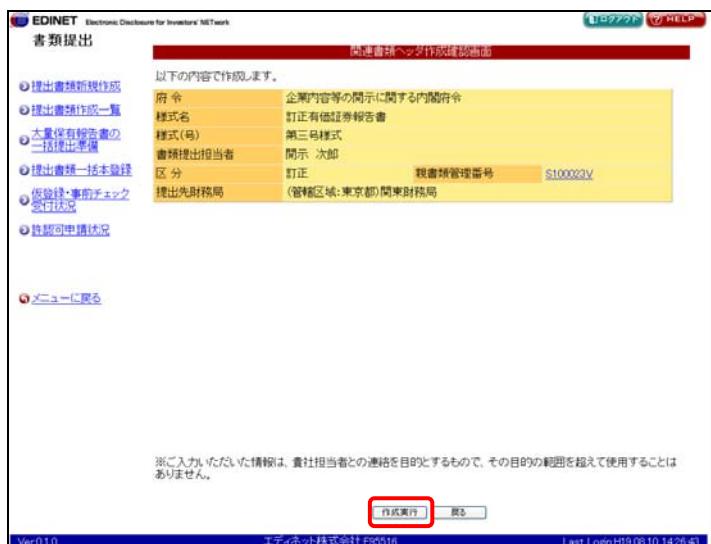 EDINET Electronic Disclosure for Investors' NETwork
ログアウト
HELP
書類提出
関連書類ヘッダ作成確認画面
提出書類新規作成
提出書類作成一覧
大量保有報告書の
一括提出準備
提出書類一括本登録
仮登録・事前チェック
受付状況
許認可申請状況
メニューに戻る
以下の内容で作成します。
府 令 企業内容等の開示に関する内閣府令
様式名 訂正有価証券報告書
様式(号) 第三号様式
書類提出担当者 開示 次郎
区 分 訂正 親書類管理番号 S100023V
提出先財務局 (管轄区域:東京都)関東財務局
※ご入力いただいた情報は、貴社担当者との連絡を目的とするもので、その目的の範囲を超えて使用することは
ありません。
作成実行 戻る
Ver.0.1.0 エディネット株式会社 E95516 Last Login:H19.08.10 14:26:43